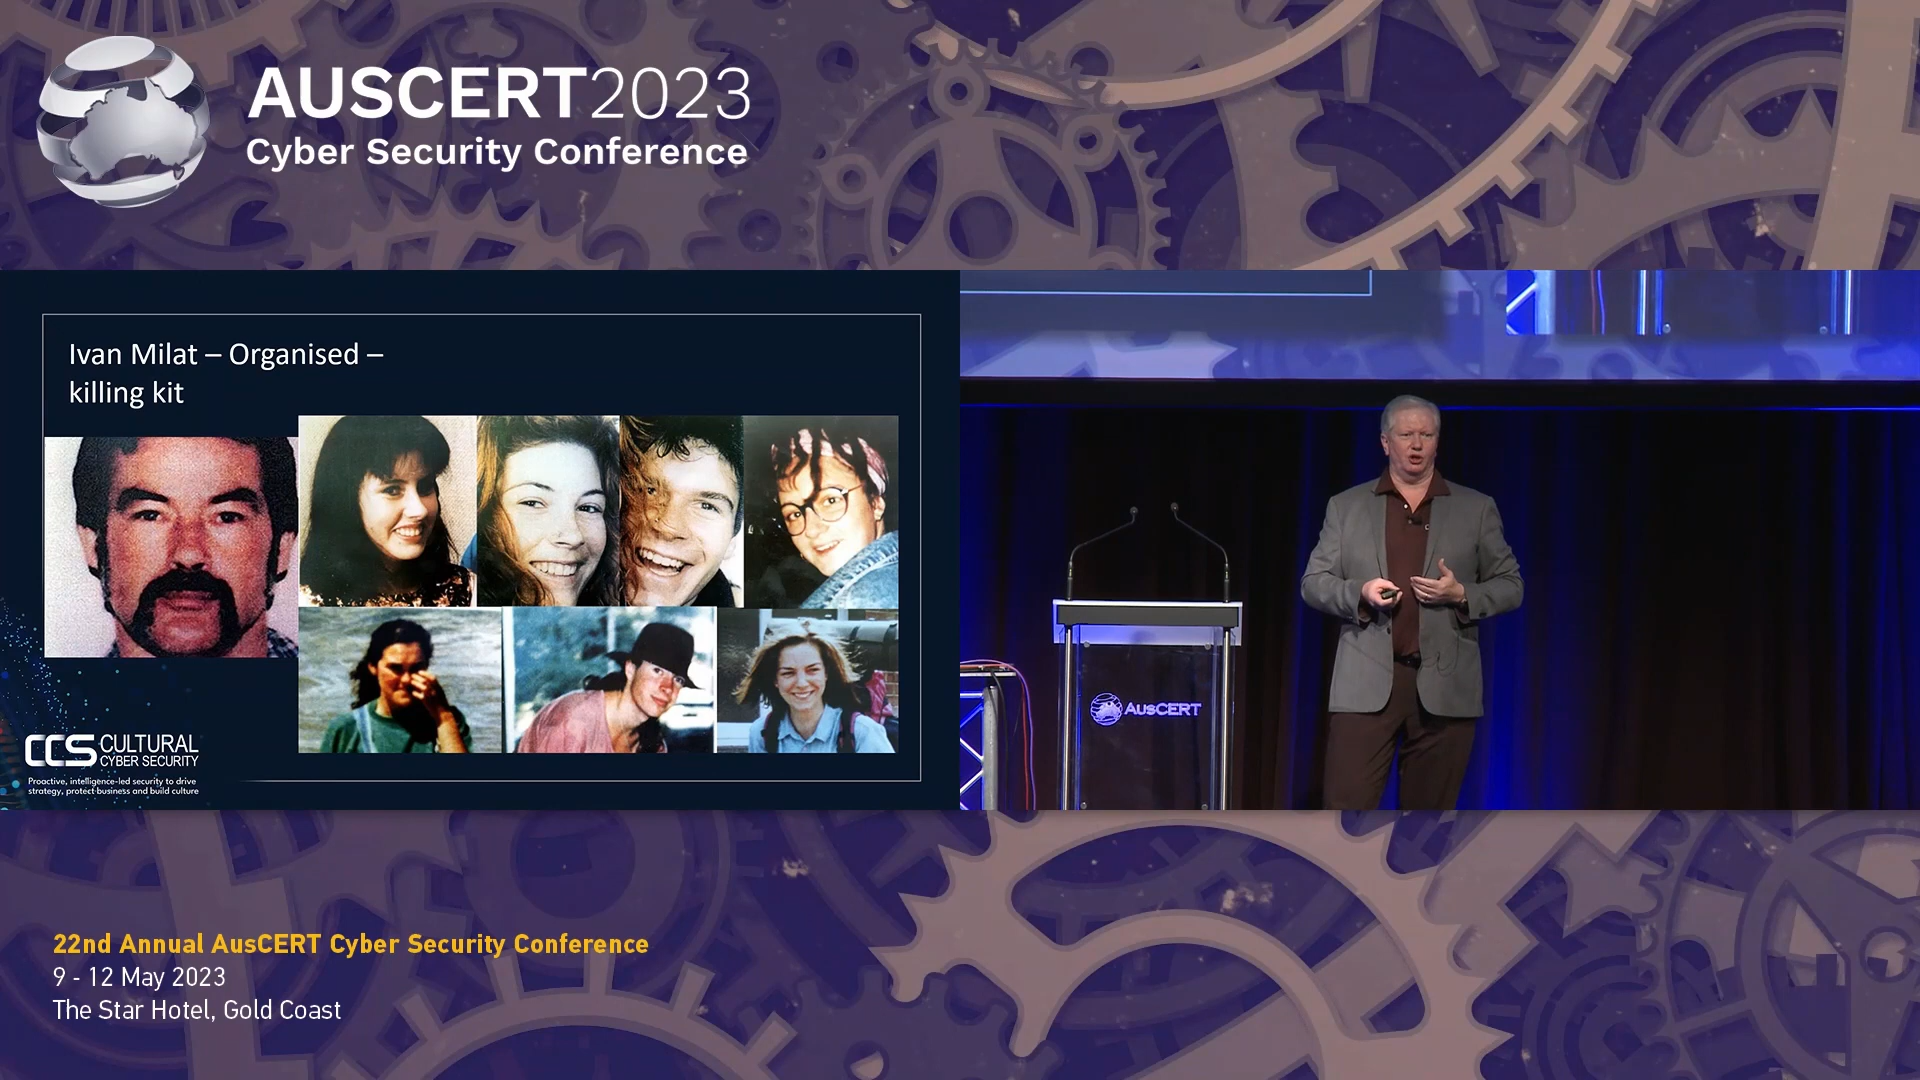 AUSCERT2023
Cyber Security Conference
Ivan Milat – Organised –
killing kit
CCS CULTURAL
CYBER SECURITY
Proactive, intelligence-led security to drive
strategy, protect business and build culture
AusCERT
22nd Annual AusCERT Cyber Security Conference
9 - 12 May 2023
The Star Hotel, Gold Coast